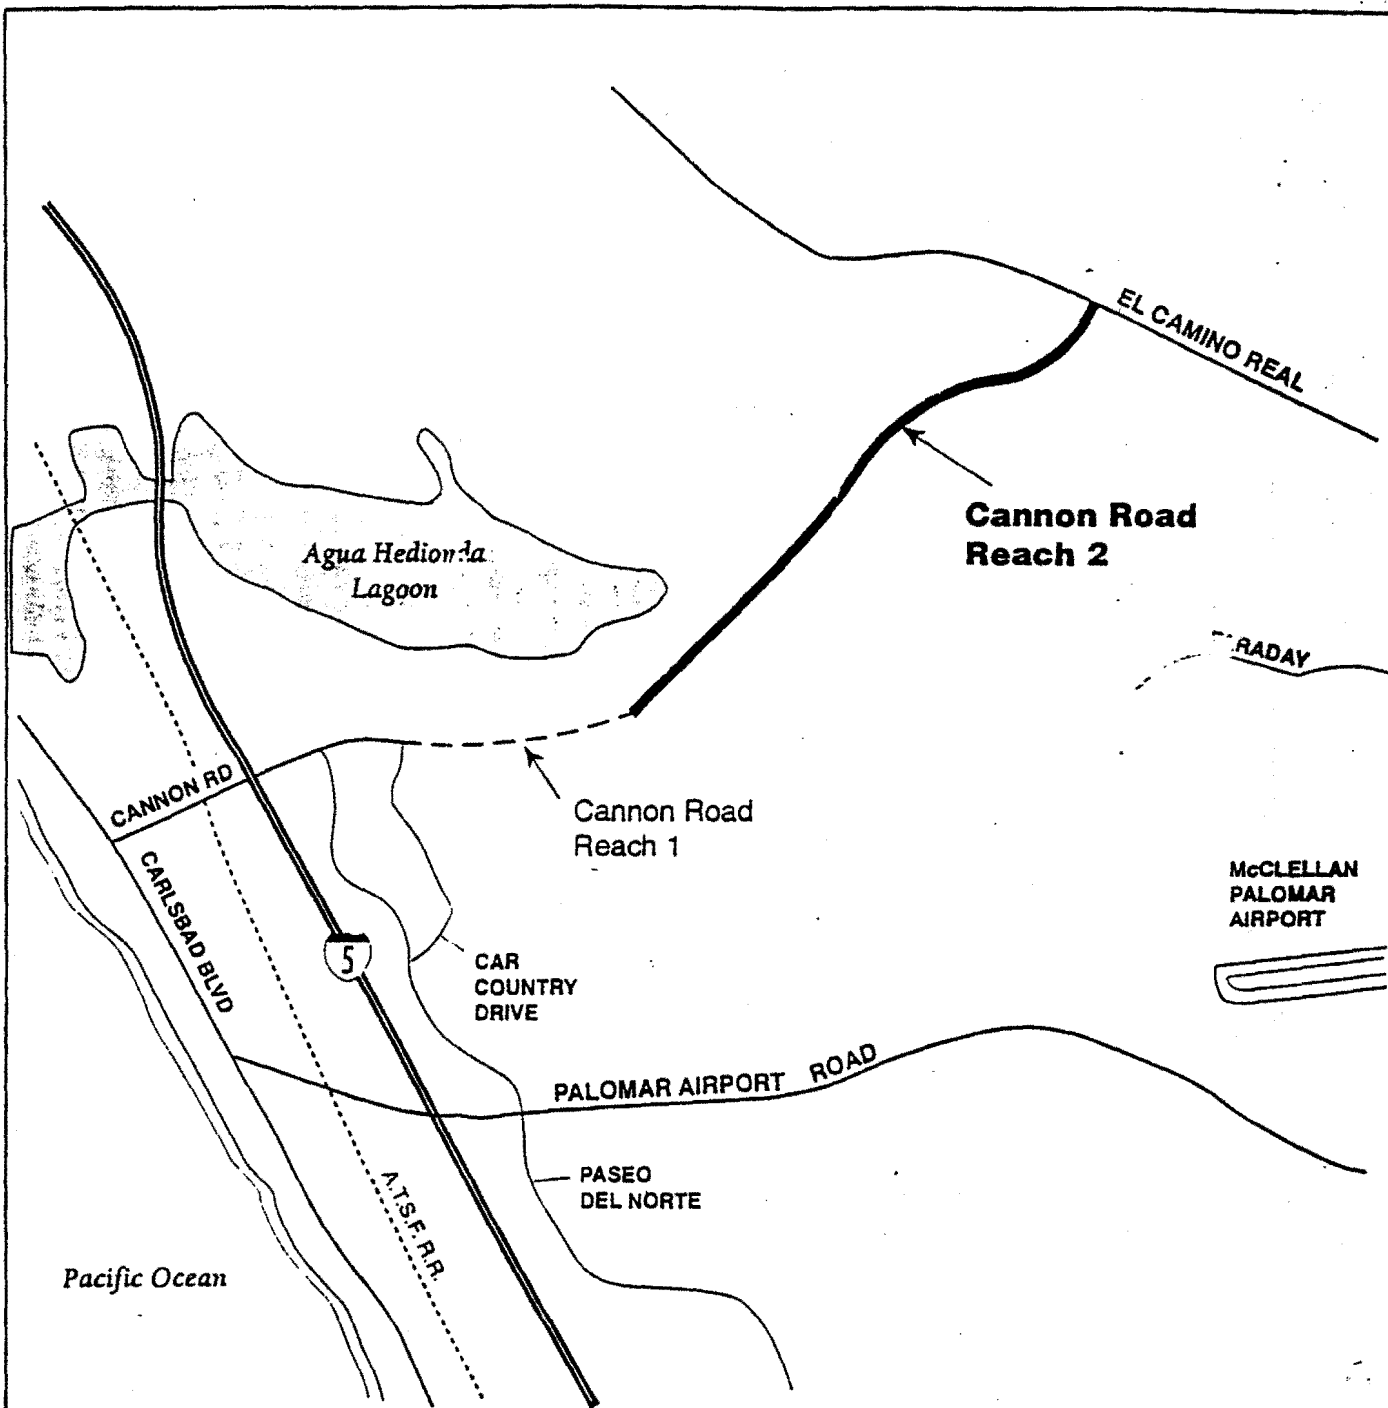 EL CAMINO REAL
Cannon Road
Reach 2
Agua Hedionda
Lagoon
RADAY
CANNON RD
Cannon Road
Reach 1
CARLSBAD BLVD
McCLELLAN
PALOMAR
AIRPORT
5
CAR
COUNTRY
DRIVE
PALOMAR AIRPORT ROAD
PASEO
DEL NORTE
A.T.S.F.R.R.
Pacific Ocean